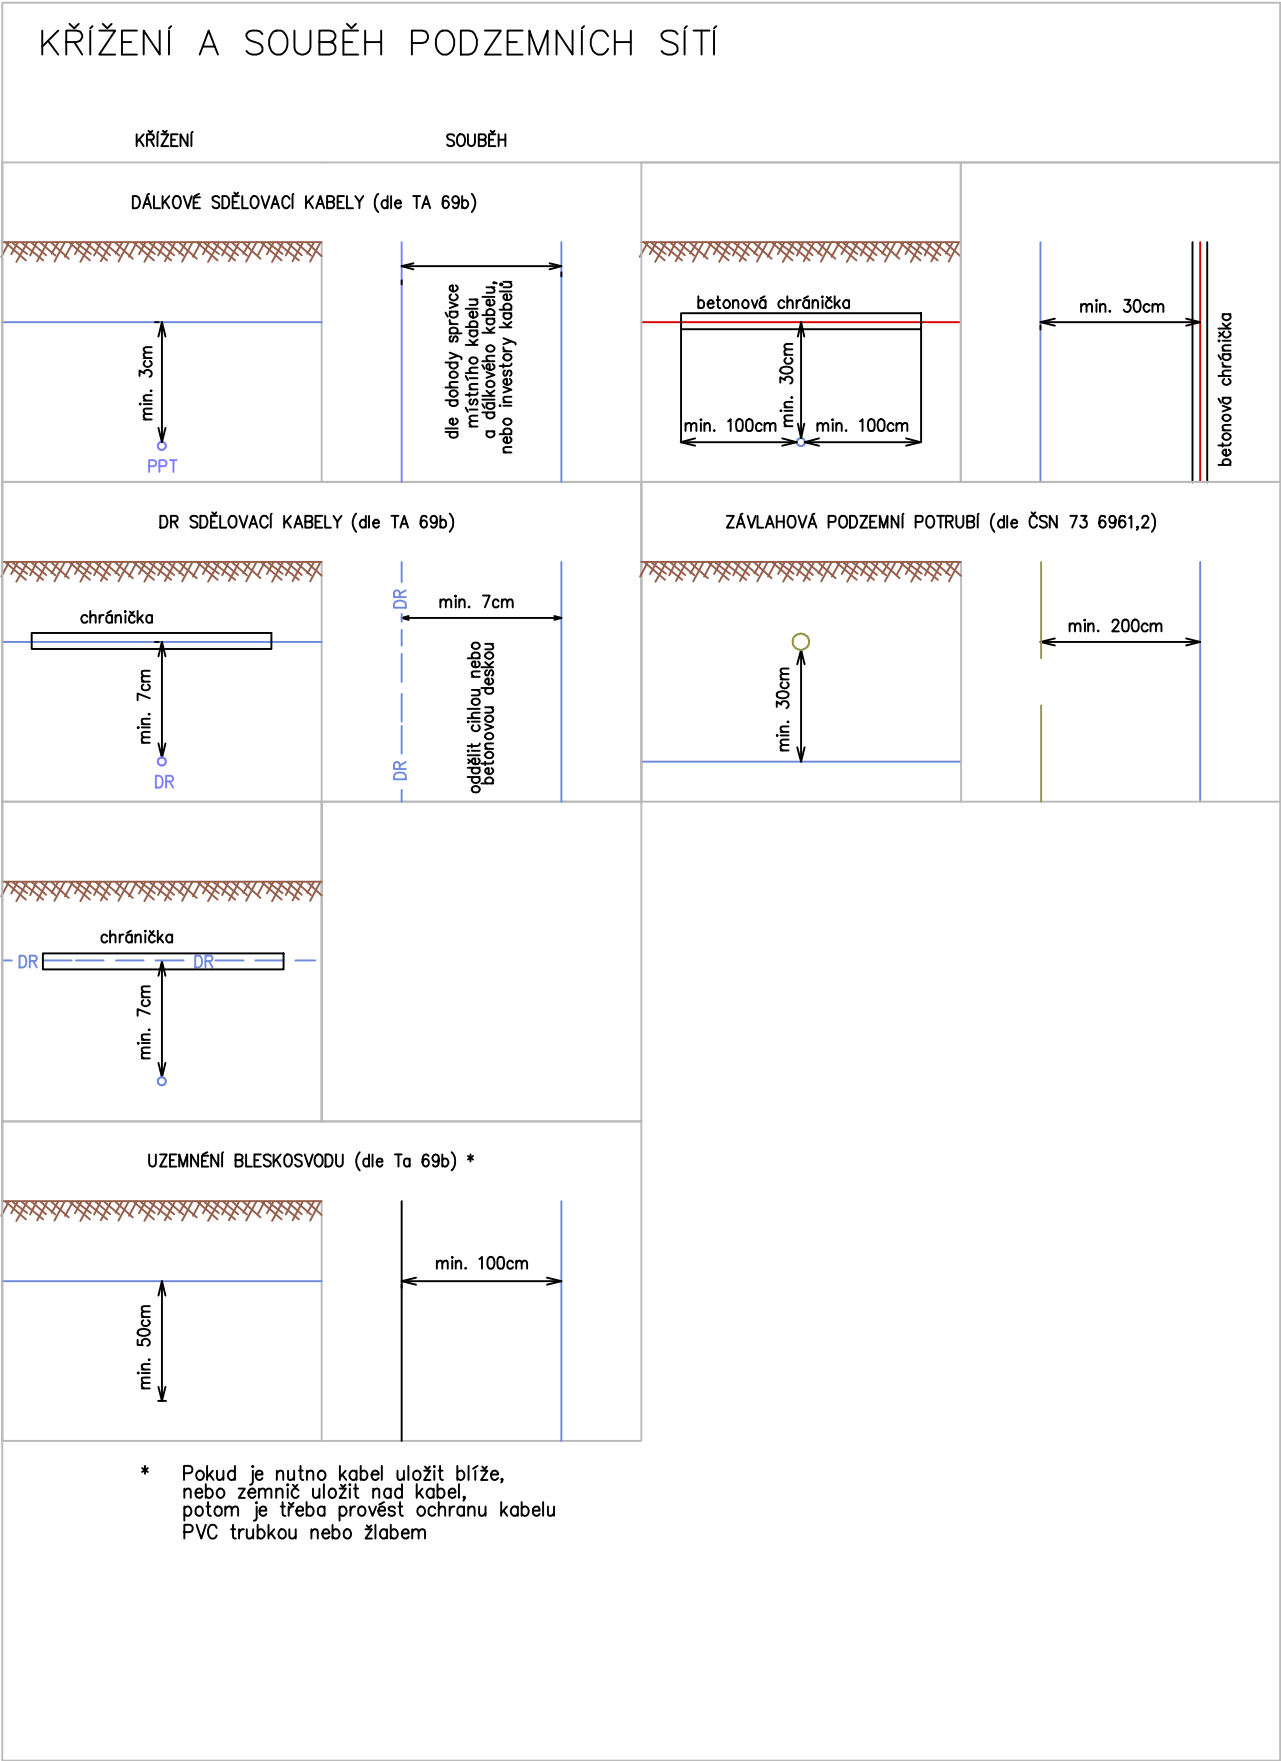 KŘÍŽENÍ A SOUBĚH PODZEMNÍCH SÍTÍ
KŘÍŽENÍ
SOUBĚH
DÁLKOVÉ SDĚLOVACÍ KABELY (dle TA 69b)
min. 3cm
PPT
dle dohody správce
místního kabelu
a dálkového kabelu,
nebo investory kabelů
betonová chránička
min. 30cm
min. 100cm
min. 100cm
min. 30cm
betonová chránička
DR SDĚLOVACÍ KABELY (dle TA 69b)
chránička
min. 7cm
DR
DR
min. 7cm
oddělit cihlou nebo
betonovou deskou
DR
ZÁVLAHOVÁ PODZEMNÍ POTRUBÍ (dle ČSN 73 6961,2)
min. 30cm
min. 200cm
chránička
DR
DR
min. 7cm
UZEMNÉNÍ BLESKOSVODU (dle Ta 69b) *
min. 50cm
min. 100cm
* Pokud je nutno kabel uložit blíže,
nebo zemnič uložit nad kabel,
potom je třeba provést ochranu kabelu
PVC trubkou nebo žlabem